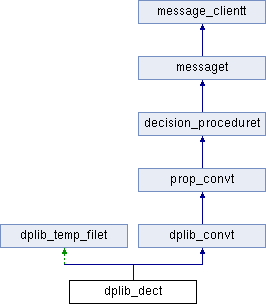 message_clientt
messaget
decision_proceduret
prop_convt
dplib_temp_filet
dplib_convt
dplib_dect